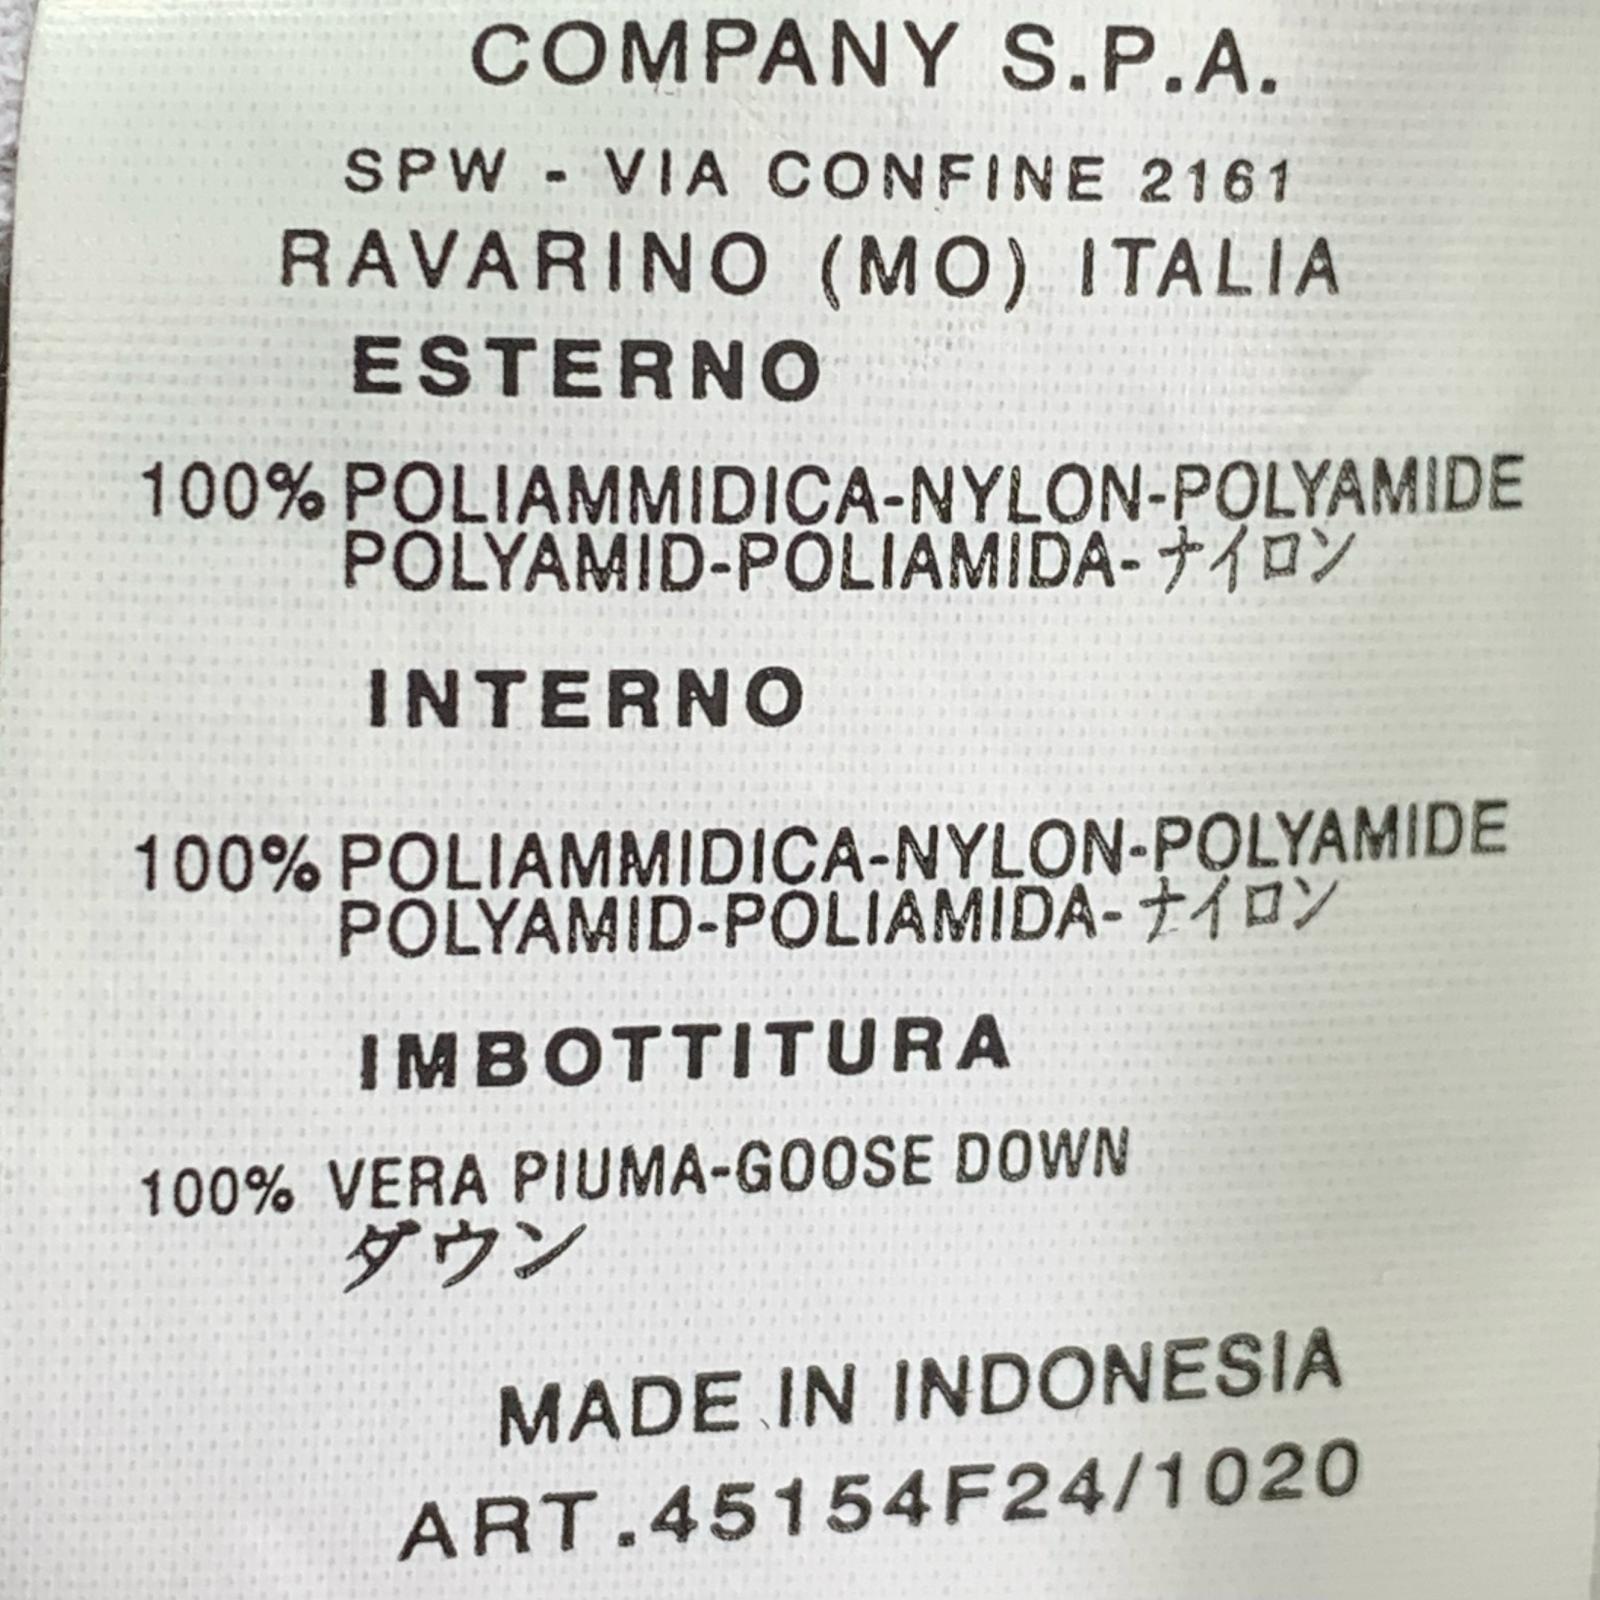 COMPANY S.P.A.
SPW - VIA CONFINE 2161
RAVARINO (MO) ITALIA
ESTERNO
100% POLIAMMIDICA-NYLON-POLYAMIDE
POLYAMID-POLIAMIDA-ナイロン
INTERNO
100% POLIAMMIDICA-NYLON-POLYAMIDE
POLYAMID-POLIAMIDA-ナイロン
IMBOTTITURA
100% VERA PIUMA-GOOSE DOWN
ダウン
MADE IN INDONESIA
ART.45154F24/1020